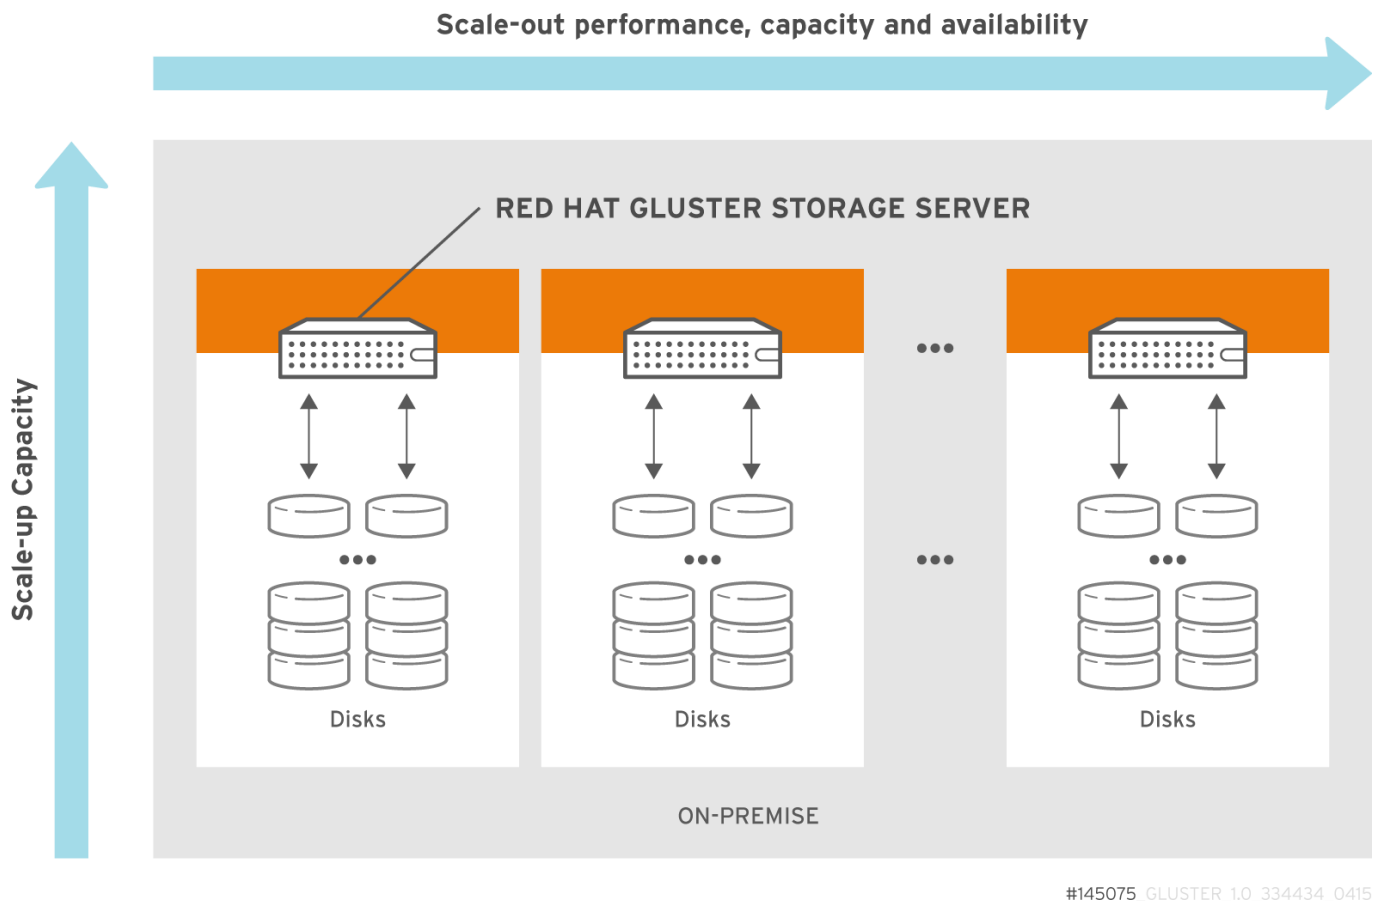 Scale-out performance, capacity and availability
Scale-up Capacity
RED HAT GLUSTER STORAGE SERVER
Disks
Disks
Disks
ON-PREMISE
#145075 GLUSTER 1.0 334434 0415